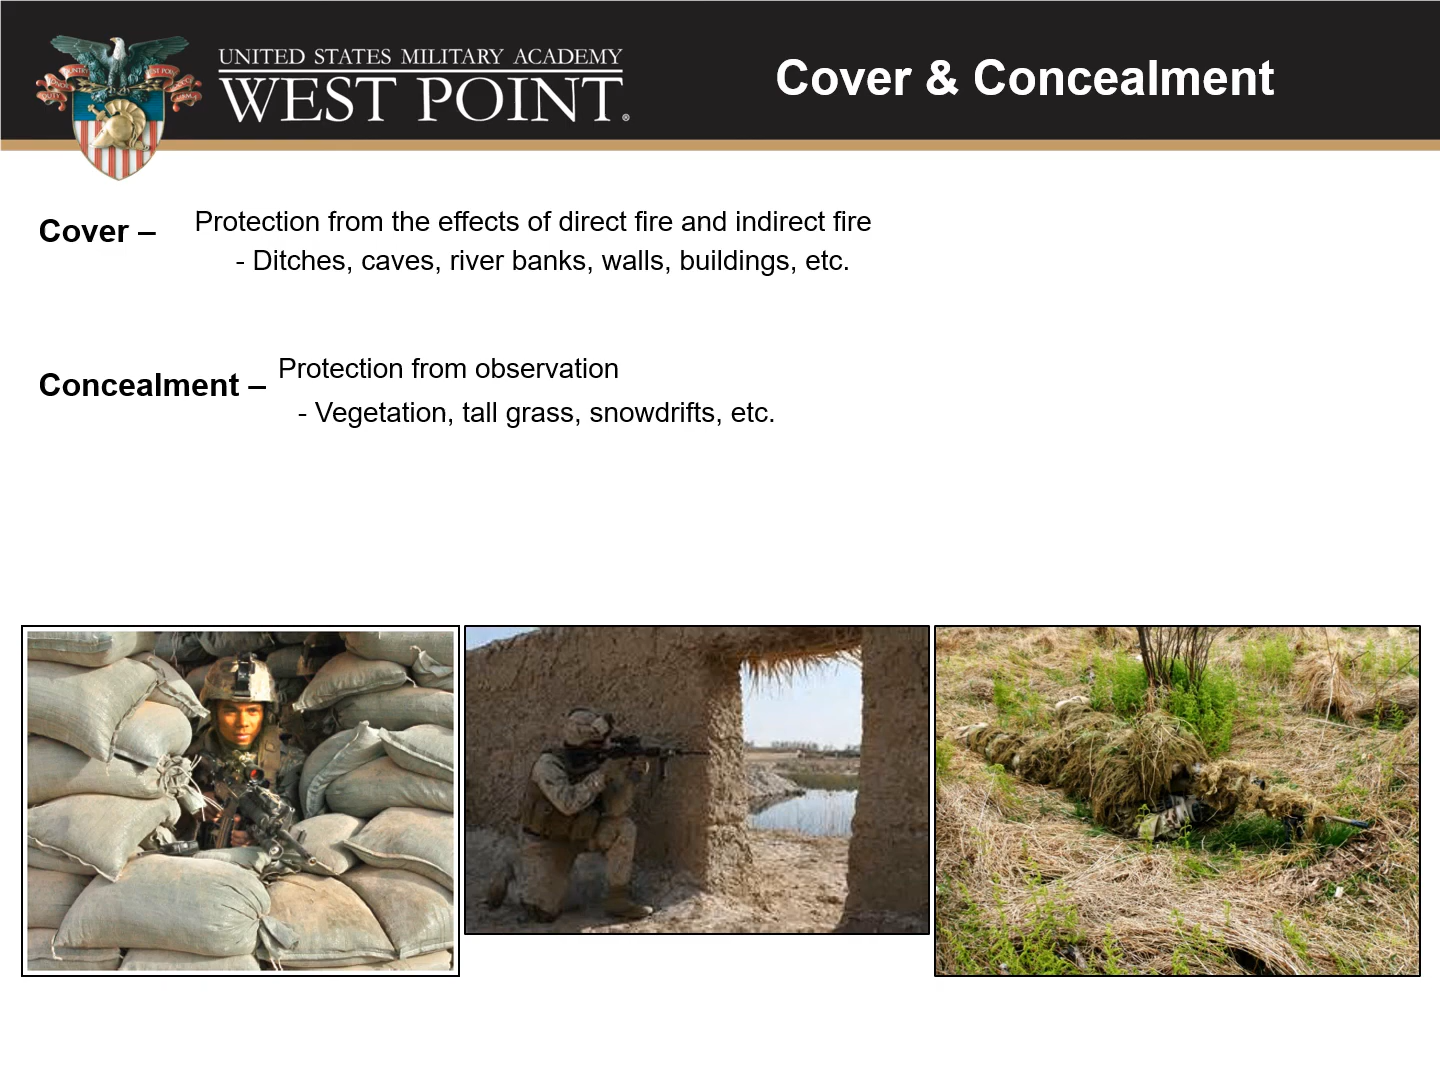 UNITED STATES MILITARY ACADEMY
WEST POINT®
Cover & Concealment
Cover –
Protection from the effects of direct fire and indirect fire
- Ditches, caves, river banks, walls, buildings, etc.
Concealment –
Protection from observation
- Vegetation, tall grass, snowdrifts, etc.